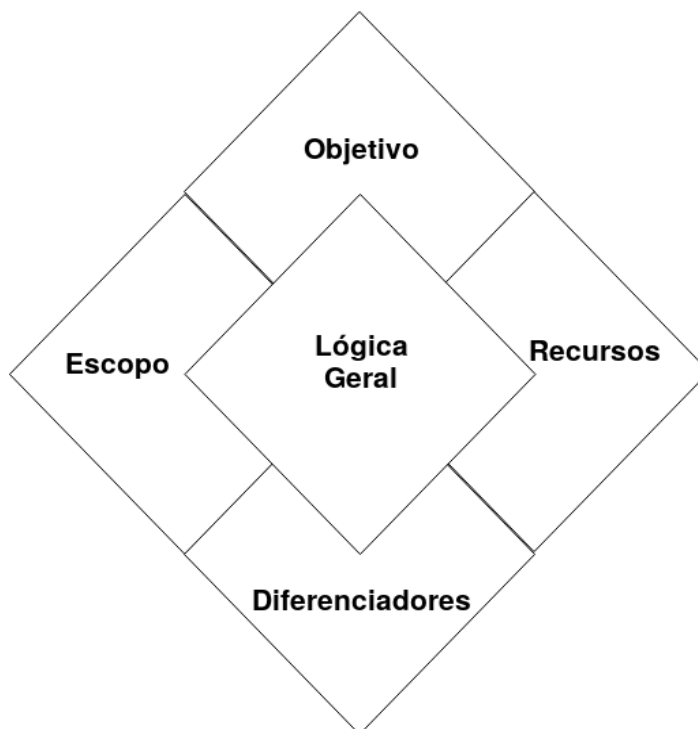 Objetivo
Escopo
Lógica
Geral
Recursos
Diferenciadores